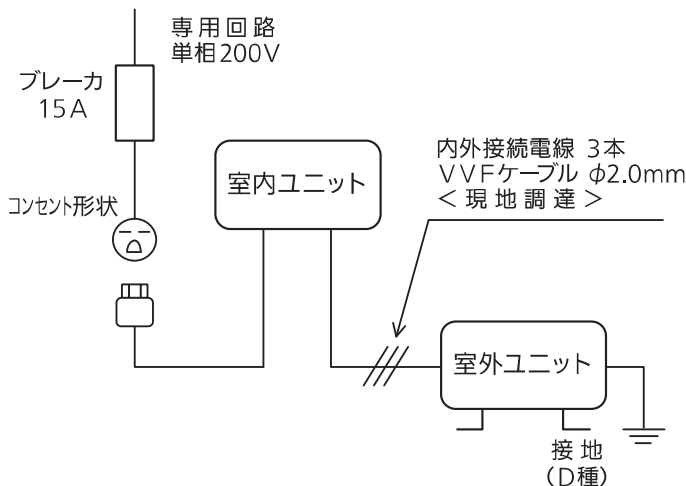 専用回路
単相200V
ブレーカ
15A
コンセント形状
室内ユニット
内外接続電線 3本
VVFケーブル φ2.0mm
＜現地調達＞
室外ユニット
接地
(D種)